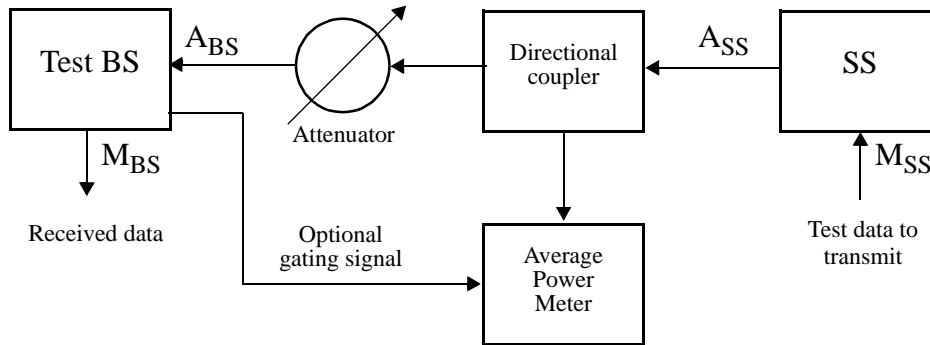 Test BS
A_BS
Attenuator
Directional
coupler
A_SS
SS
M_BS
M_SS
Received data
Optional
gating signal
Average
Power
Meter
Test data to
transmit